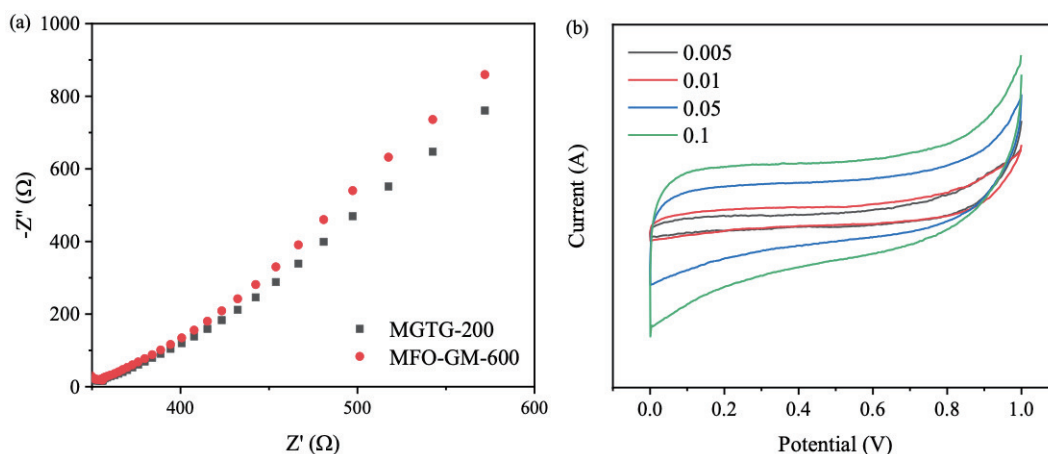 (a)
1000
800
600
400
200
0
-Z" (Ω)
MGTG-200
MFO-GM-600
400 500 600
Z' (Ω)
(b)
0.005
0.01
0.05
0.1
Current (A)
0.0 0.2 0.4 0.6 0.8 1.0
Potential (V)